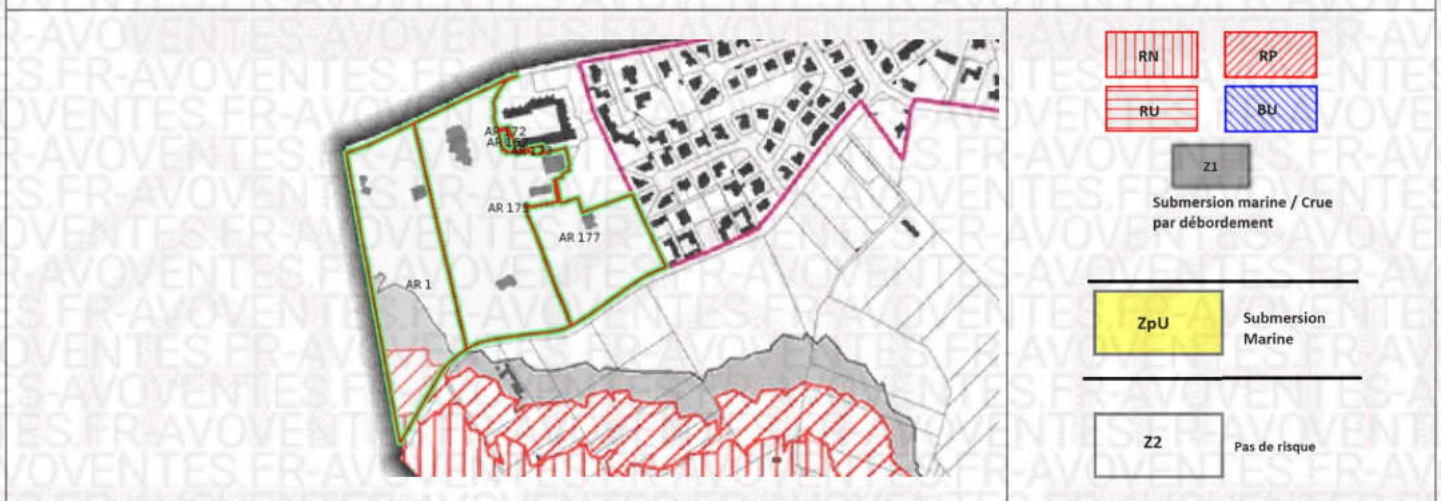 RN
RP
RU
BU
Z1
Submersion marine / Crue
par débordement
ZpU
Submersion
Marine
Z2
Pas de risque
AR 172
AR 175
AR 177
AR 1